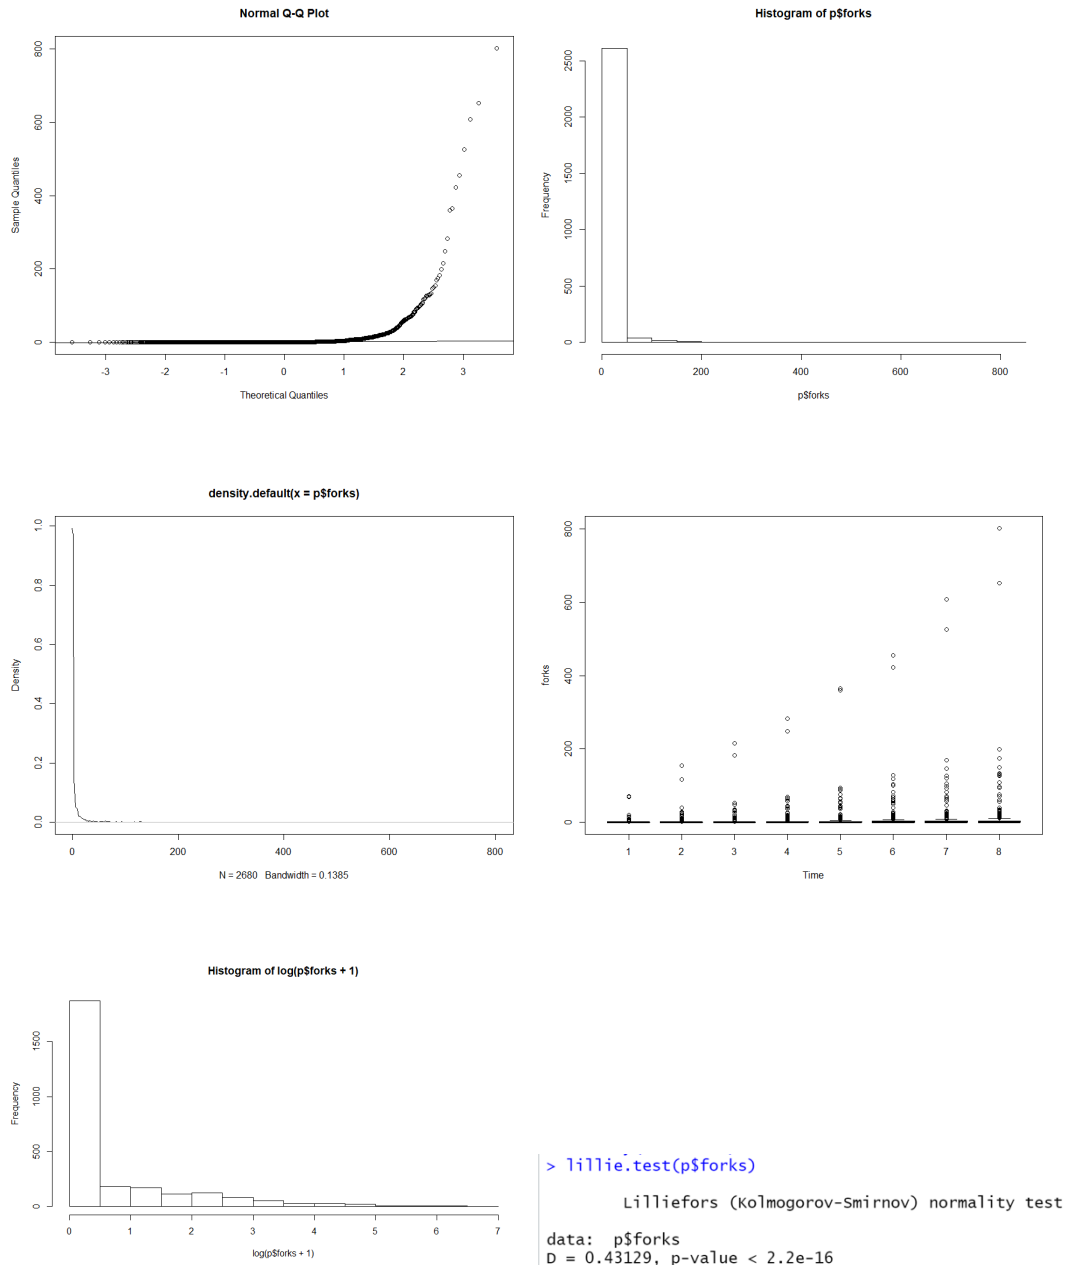 Normal Q-Q Plot
Sample Quantiles
800
600
400
200
0
-3 -2 -1 0 1 2 3
Theoretical Quantiles
Histogram of p$forks
Frequency
2500
2000
1500
1000
500
0
0 200 400 600 800
p$forks
density.default(x = p$forks)
Density
1.0
0.8
0.6
0.4
0.2
0.0
0 200 400 600 800
N = 2680 Bandwidth = 0.1385
forks
800
600
400
200
0
1 2 3 4 5 6 7 8
Time
Histogram of log(p$forks + 1)
Frequency
1500
1000
500
0
0 1 2 3 4 5 6 7
log(p$forks + 1)
> lillie.test(p$forks)
Lilliefors (Kolmogorov-Smirnov) normality test
data: p$forks
D = 0.43129, p-value < 2.2e-16